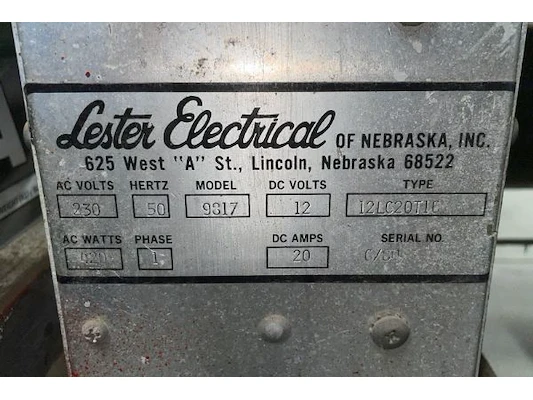 Lester Electrical OF NEBRASKA, INC.
625 West "A" St., Lincoln, Nebraska 68522
AC VOLTS HERTZ MODEL DC VOLTS TYPE
230 50 9817 12
AC WATTS PHASE DC AMPS SERIAL NO.
1 20